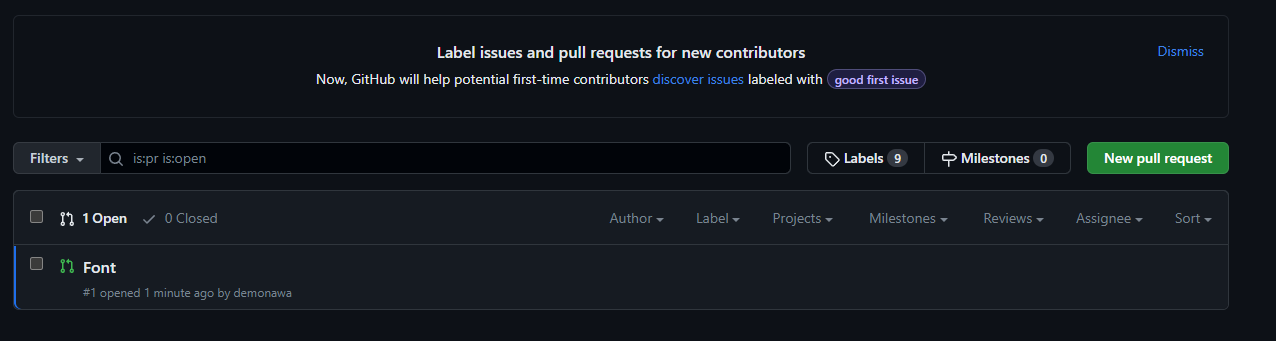 Label issues and pull requests for new contributors
Dismiss
Now, GitHub will help potential first-time contributors discover issues labeled with good first issue
Filters is:pr is:open Labels 9 Milestones 0 New pull request
1 Open 0 Closed Author Label Projects Milestones Reviews Assignee Sort
Font
#1 opened 1 minute ago by demonawa